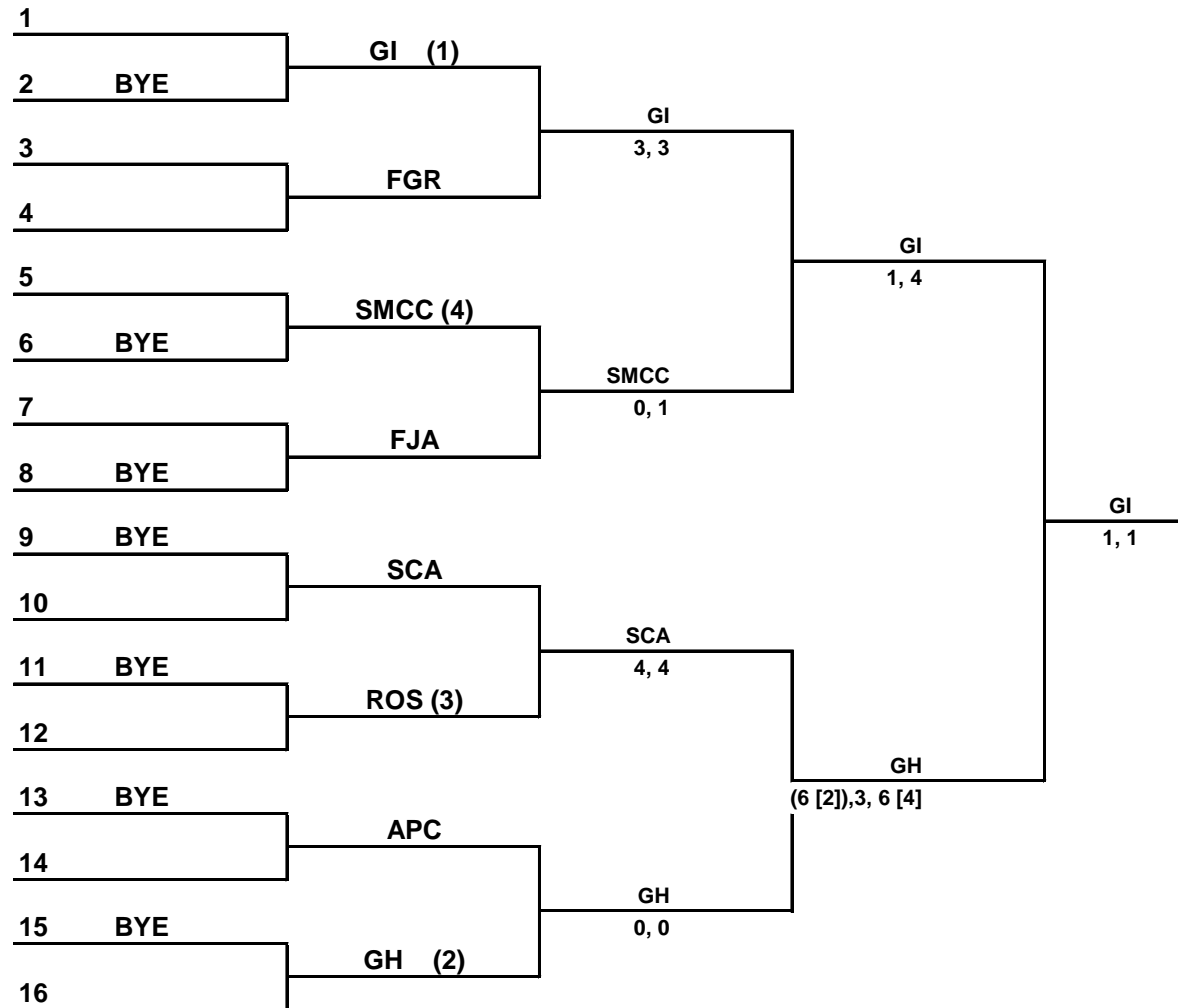 1
GI (1)
2 BYE
GI
3, 3
3
FGR
4
GI
1, 4
5
SMCC (4)
6 BYE
SMCC
0, 1
7
FJA
8 BYE
GI
1, 1
9 BYE
SCA
10
SCA
4, 4
11 BYE
ROS (3)
12
GH
(6 [2]),3, 6 [4]
13 BYE
APC
14
GH
0, 0
15 BYE
GH (2)
16